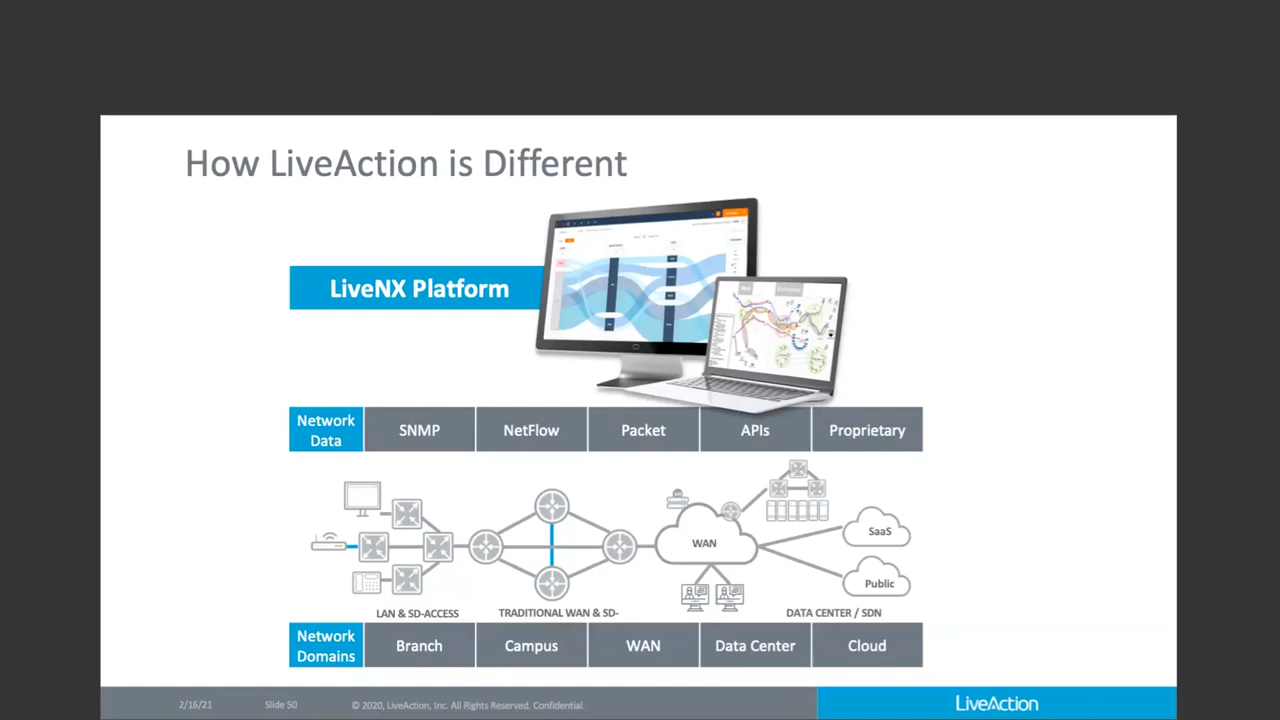 How LiveAction is Different
LiveNX Platform
Network
Data
SNMP
NetFlow
Packet
APIs
Proprietary
WAN
SaaS
Public
LAN & SD-ACCESS
TRADITIONAL WAN & SD-
DATA CENTER / SDN
Network
Domains
Branch
Campus
WAN
Data Center
Cloud
2/16/21
Slide 50
© 2020, LiveAction, Inc. All Rights Reserved. Confidential.
LiveAction